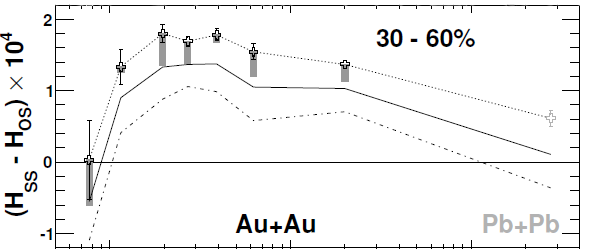 2
1
0
-1
(H_SS - H_OS) × 10^4
30 - 60%
Au+Au
Pb+Pb